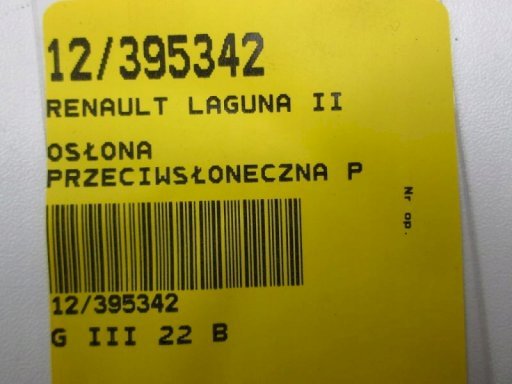 12/395342
RENAULT LAGUNA II
OSŁONA
PRZECIWSŁONECZNA P
Nr op.
12/395342
G III 22 B